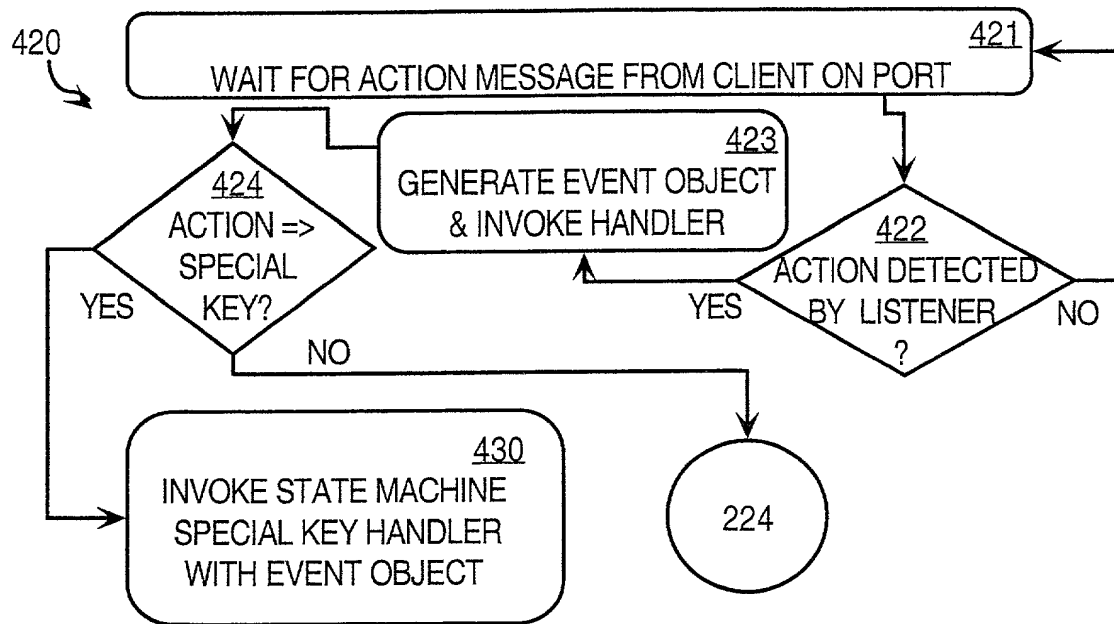 420
421
WAIT FOR ACTION MESSAGE FROM CLIENT ON PORT
423
GENERATE EVENT OBJECT
& INVOKE HANDLER
424
ACTION =>
SPECIAL
KEY?
YES
NO
422
ACTION DETECTED
BY LISTENER
?
YES
NO
430
INVOKE STATE MACHINE
SPECIAL KEY HANDLER
WITH EVENT OBJECT
224